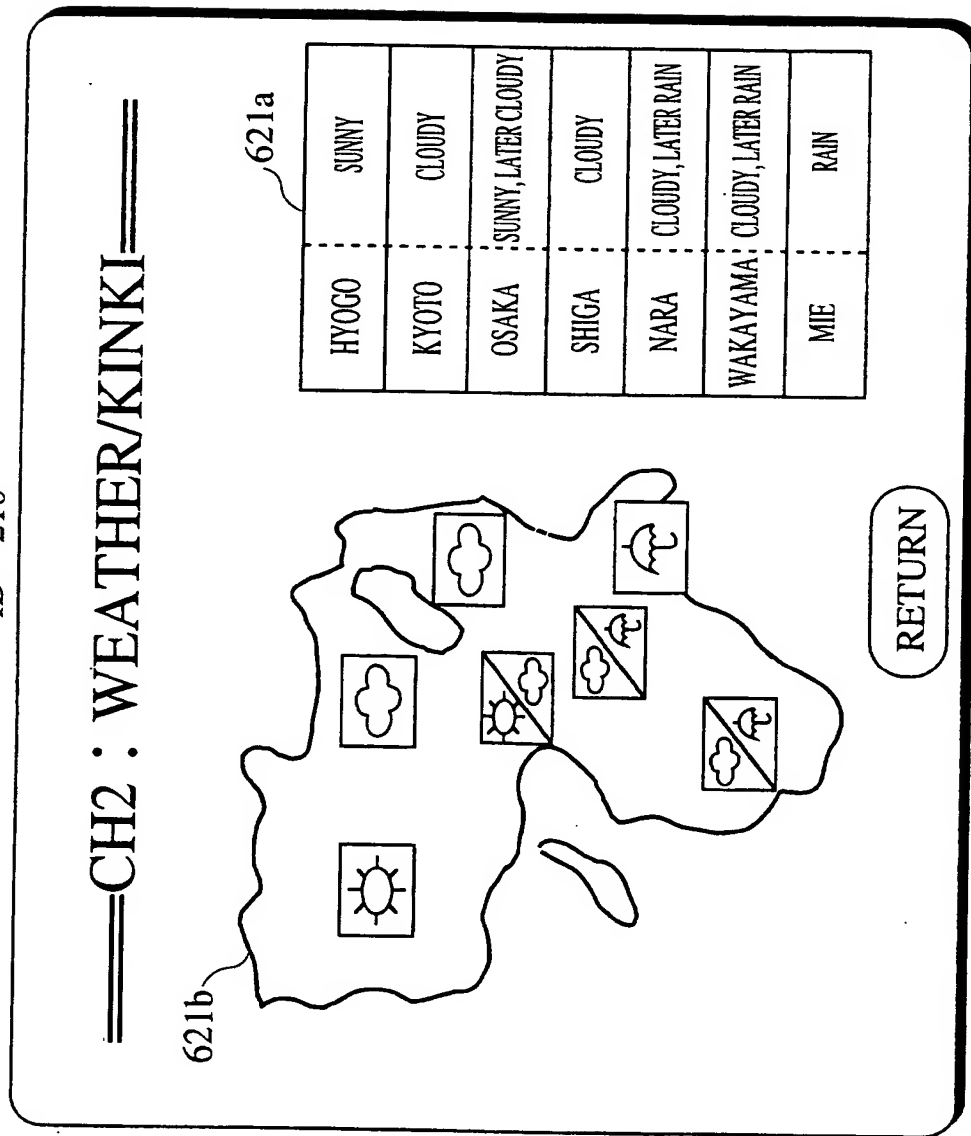 CH2 : WEATHER/KINKI
621b
621a
HYOGO SUNNY
KYOTO CLOUDY
OSAKA SUNNY, LATER CLOUDY
SHIGA CLOUDY
NARA CLOUDY, LATER RAIN
WAKAYAMA CLOUDY, LATER RAIN
MIE RAIN
RETURN